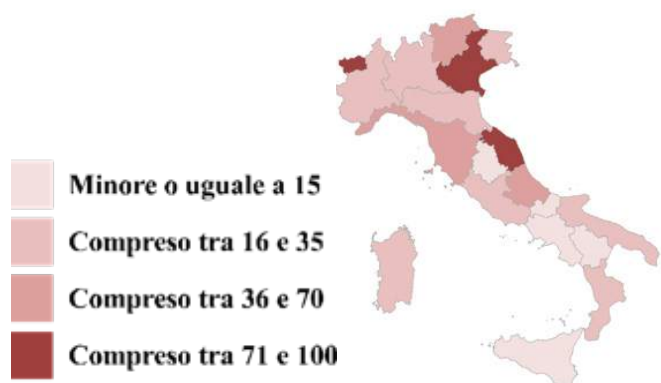 Minore o uguale a 15
Compreso tra 16 e 35
Compreso tra 36 e 70
Compreso tra 71 e 100